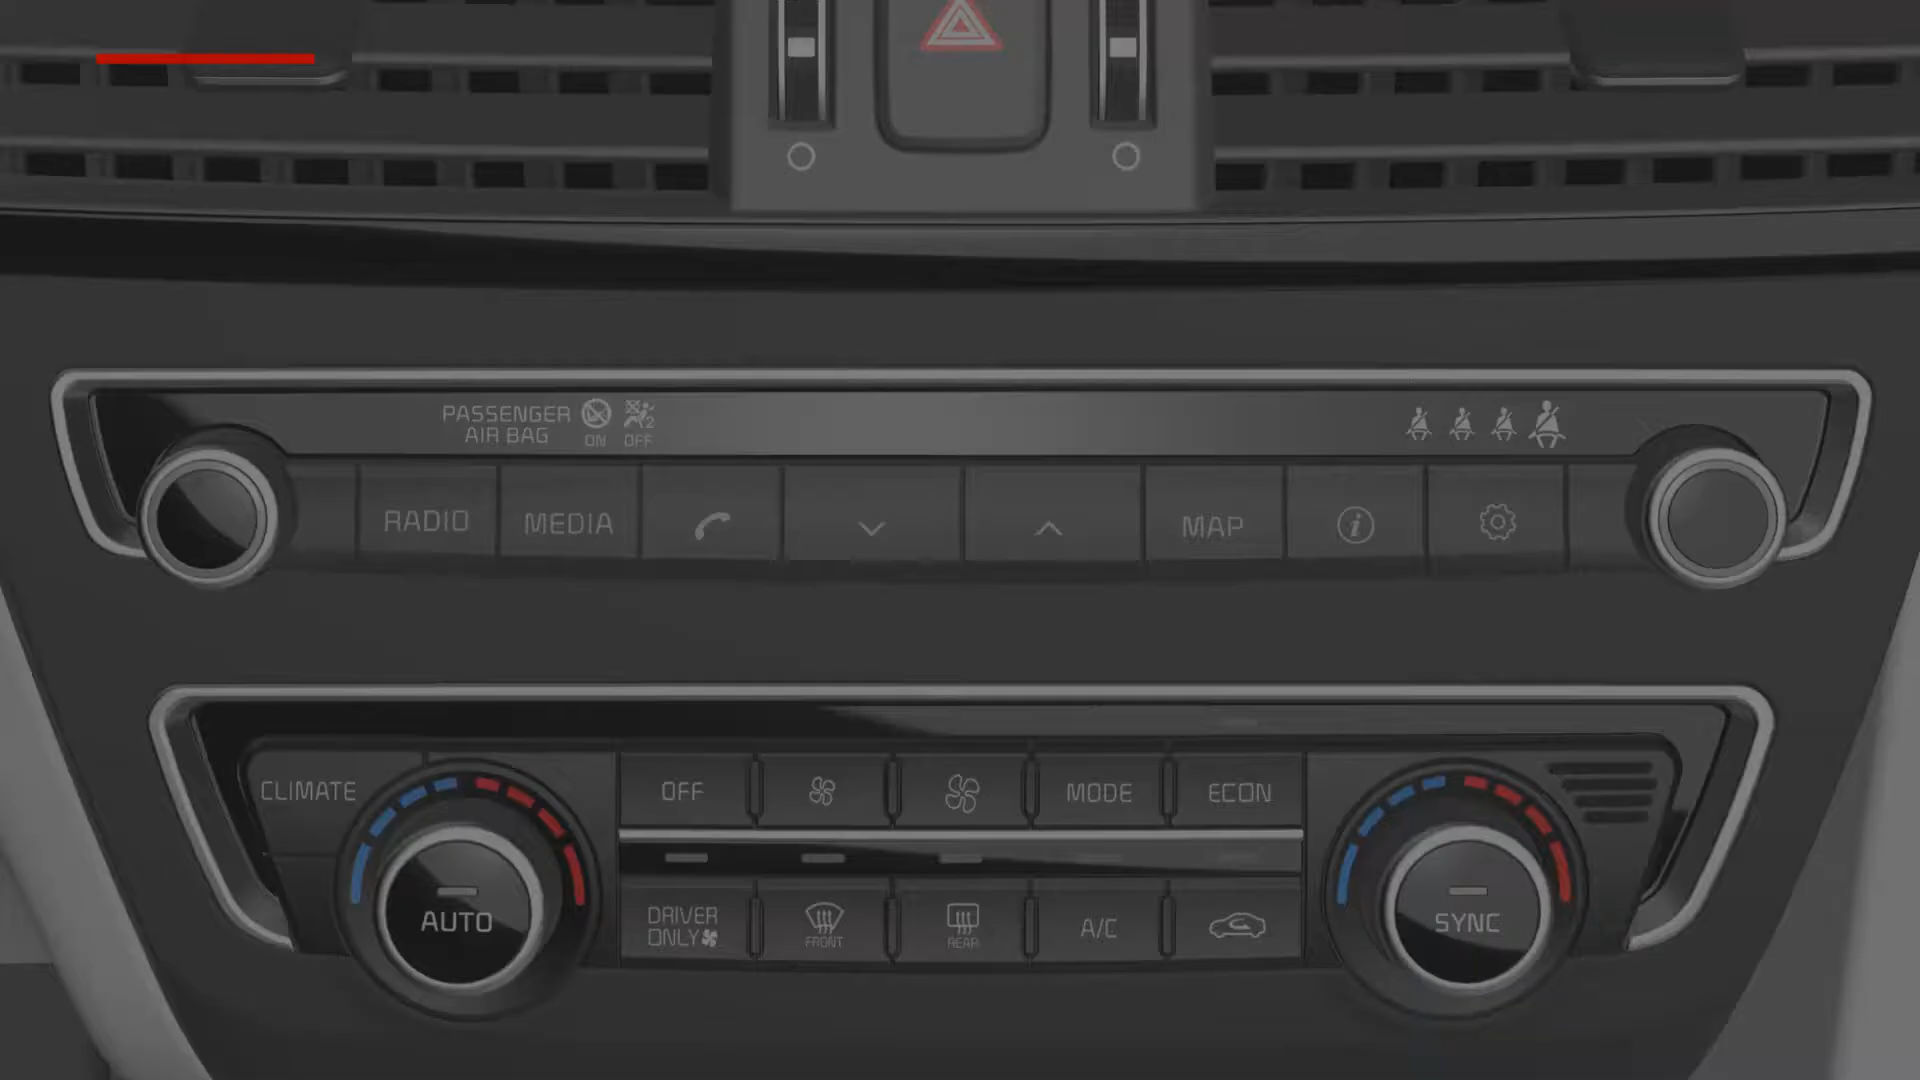 PASSENGER
AIR BAG
ON OFF
RADIO MEDIA MAP
CLIMATE
OFF MODE ECON
AUTO
DRIVER
ONLY
FRONT
REAR
A/C
SYNC